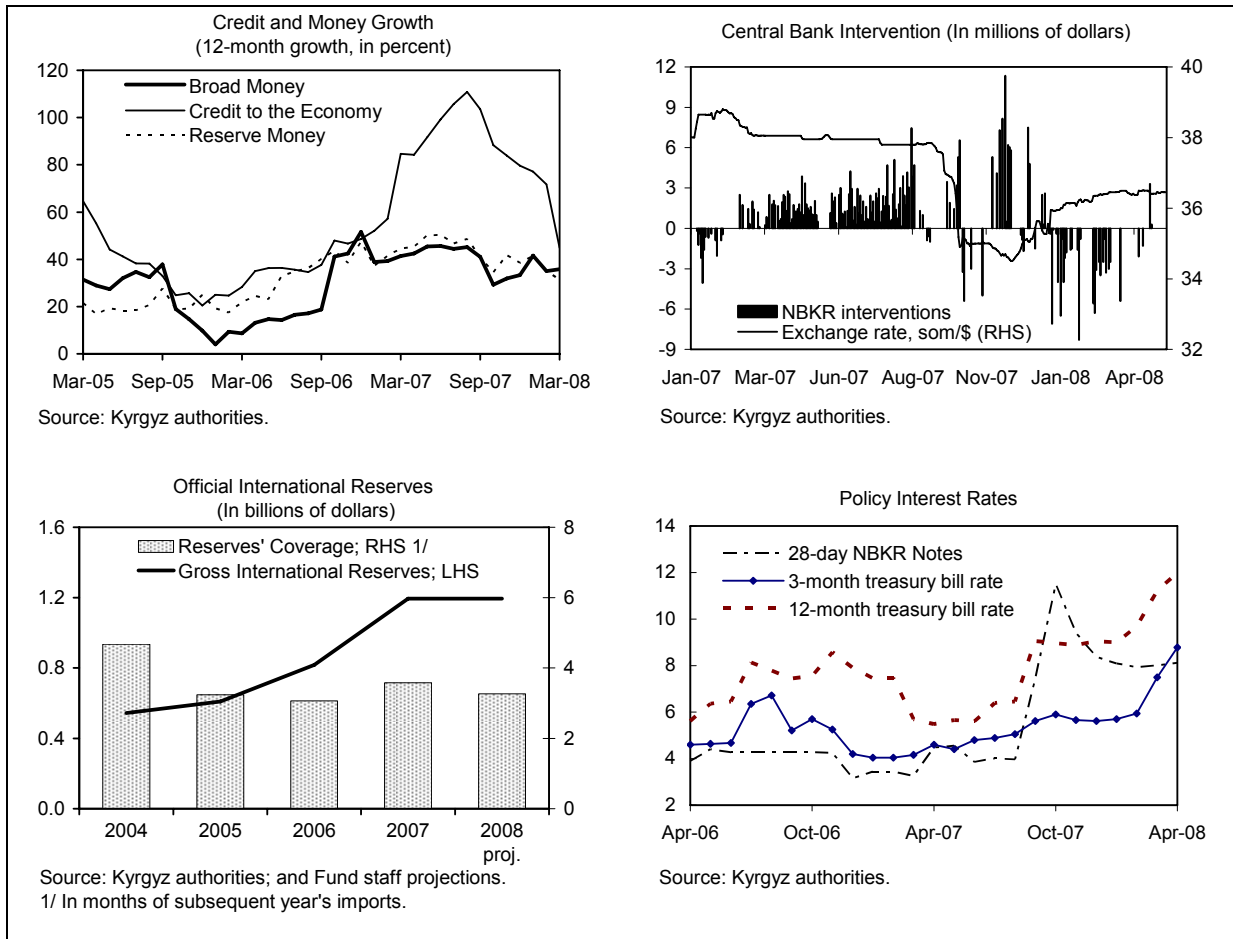 Credit and Money Growth
(12-month growth, in percent)
120
100
80
60
40
20
0
Broad Money
Credit to the Economy
Reserve Money
Mar-05 Sep-05 Mar-06 Sep-06 Mar-07 Sep-07 Mar-08
Source: Kyrgyz authorities.
Central Bank Intervention (In millions of dollars)
12
9
6
3
0
-3
-6
-9
40
38
36
34
32
NBKR interventions
Exchange rate, som/$ (RHS)
Jan-07 Mar-07 Jun-07 Aug-07 Nov-07 Jan-08 Apr-08
Source: Kyrgyz authorities.
Official International Reserves
(In billions of dollars)
1.6
1.2
0.8
0.4
0.0
8
6
4
2
0
Reserves' Coverage; RHS 1/
Gross International Reserves; LHS
2004 2005 2006 2007 2008
proj.
Source: Kyrgyz authorities; and Fund staff projections.
1/ In months of subsequent year's imports.
Policy Interest Rates
14
12
10
8
6
4
2
28-day NBKR Notes
3-month treasury bill rate
12-month treasury bill rate
Apr-06 Oct-06 Apr-07 Oct-07 Apr-08
Source: Kyrgyz authorities.